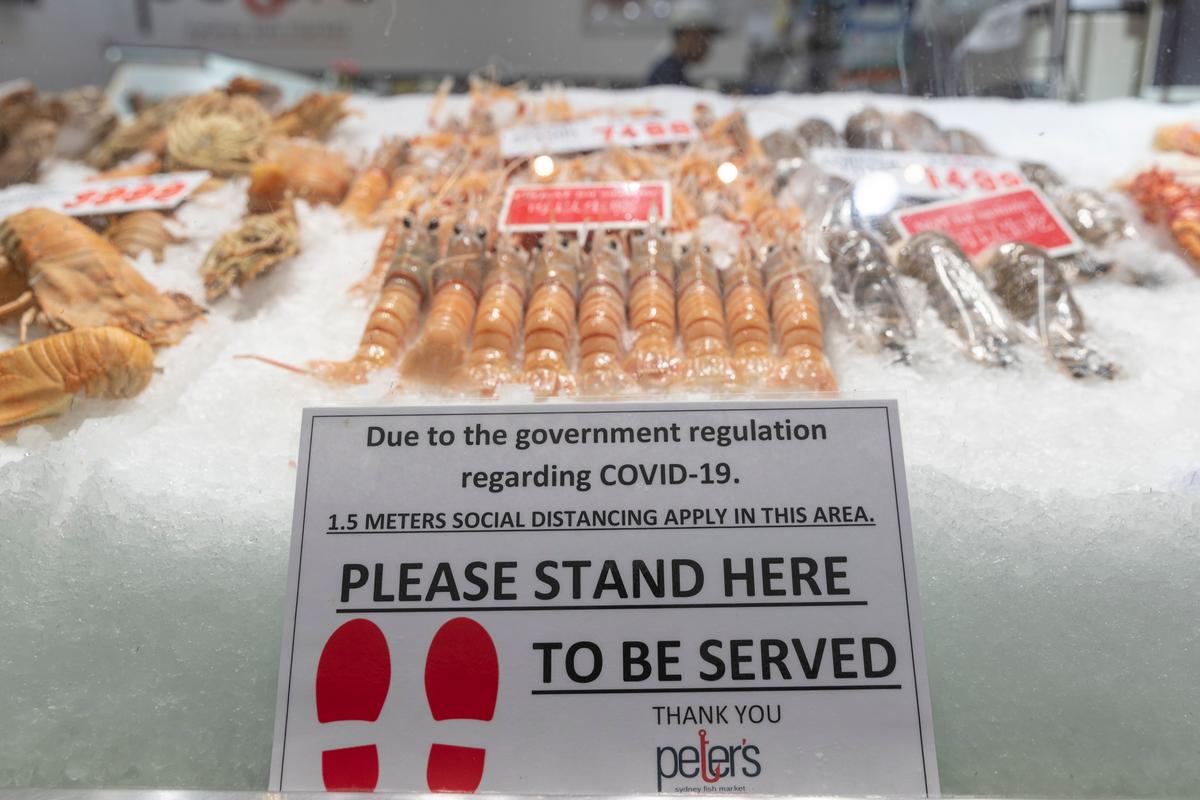 Due to the government regulation
regarding COVID-19.
1.5 METERS SOCIAL DISTANCING APPLY IN THIS AREA.
PLEASE STAND HERE
TO BE SERVED
THANK YOU
peter's
sydney fish market